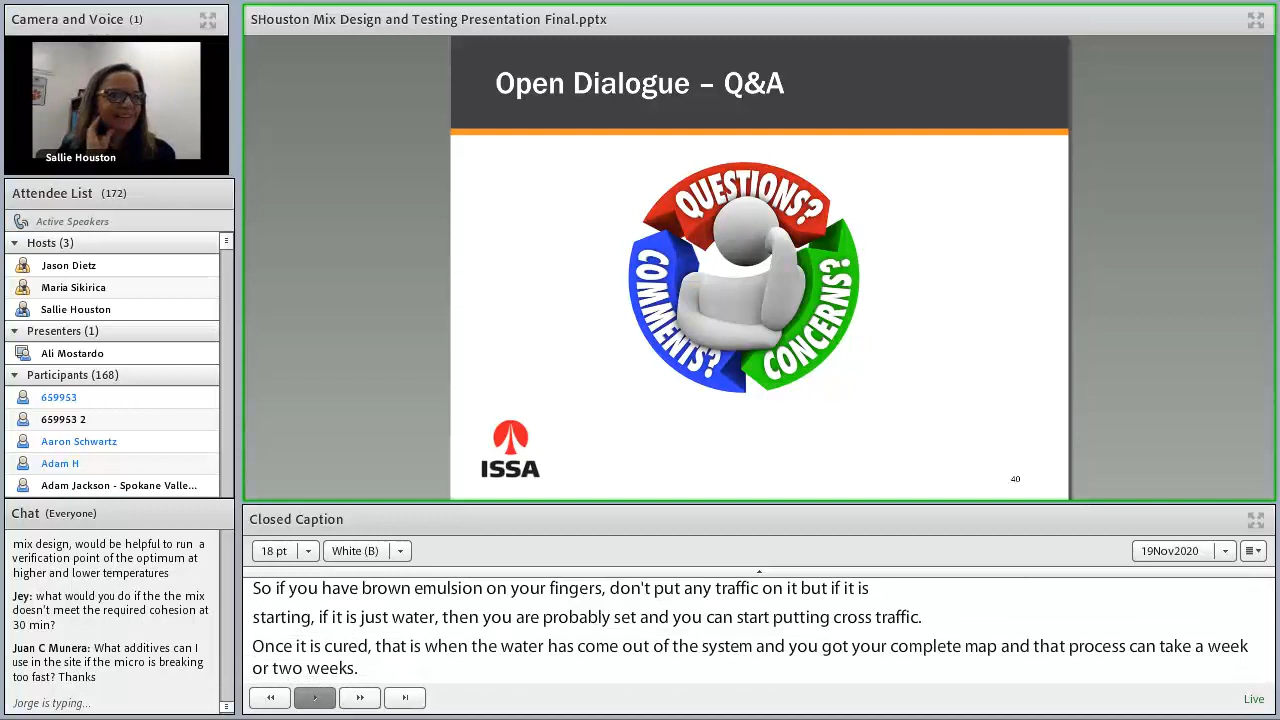 Camera and Voice (1)
Sallie Houston
Attendee List (172)
Active Speakers
Hosts (3)
Jason Dietz
Maria Sikirica
Sallie Houston
Presenters (1)
Ali Mostardo
Participants (168)
659953
659953 2
Aaron Schwartz
Adam H
Adam Jackson - Spokane Valle...
Chat (Everyone)
mix design, would be helpful to run a
verification point of the optimum at
higher and lower temperatures
Jey: what would you do if the the mix
doesn't meet the required cohesion at
30 min?
Juan C Munera: What additives can I
use in the site if the micro is breaking
too fast? Thanks
Jorge is typing...
SHouston Mix Design and Testing Presentation Final.pptx
Open Dialogue – Q&A
QUESTIONS?
COMMENTS?
CONCERNS?
ISSA
40
Closed Caption
18 pt
White (B)
19Nov2020
So if you have brown emulsion on your fingers, don't put any traffic on it but if it is
starting, if it is just water, then you are probably set and you can start putting cross traffic.
Once it is cured, that is when the water has come out of the system and you got your complete map and that process can take a week
or two weeks.
Live